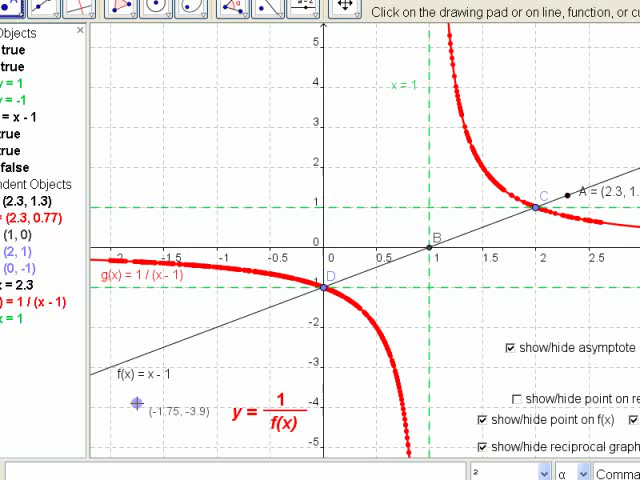 Click on the drawing pad or on line, function, or cu
Objects
true
true
y = 1
y = -1
= x - 1
true
true
false
ndent Objects
(2.3, 1.3)
= (2.3, 0.77)
(1, 0)
(2, 1)
(0, -1)
x = 2.3
) = 1 / (x - 1)
x = 1
5
4
3
2
1
0
-2
-3
-4
-5
-2
-1.5
-1
-0.5
0
0.5
1
1.5
2
2.5
x = 1
C
A = (2.3, 1.
B
D
g(x) = 1 / (x - 1)
f(x) = x - 1
(-1.75, -3.9)
y = 1 / f(x)
show/hide asymptote
show/hide point on re
show/hide point on f(x)
show/hide reciprocal graph
2
α
Comma